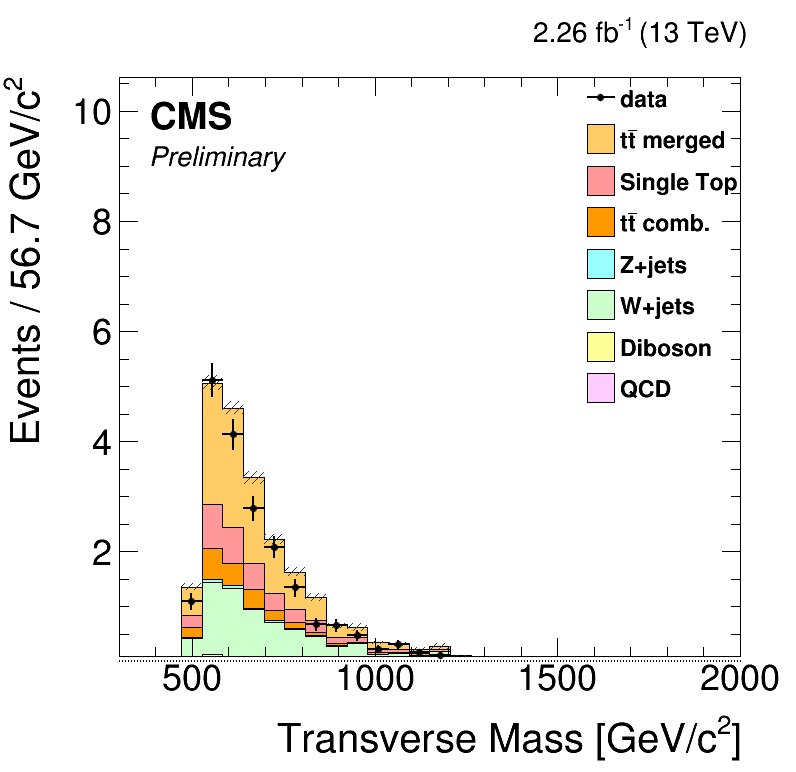 2.26 fb⁻¹ (13 TeV)
CMS
Preliminary
data
tt̄ merged
Single Top
tt̄ comb.
Z+jets
W+jets
Diboson
QCD
Events / 56.7 GeV/c²
10
8
6
4
2
500 1000 1500 2000
Transverse Mass [GeV/c²]